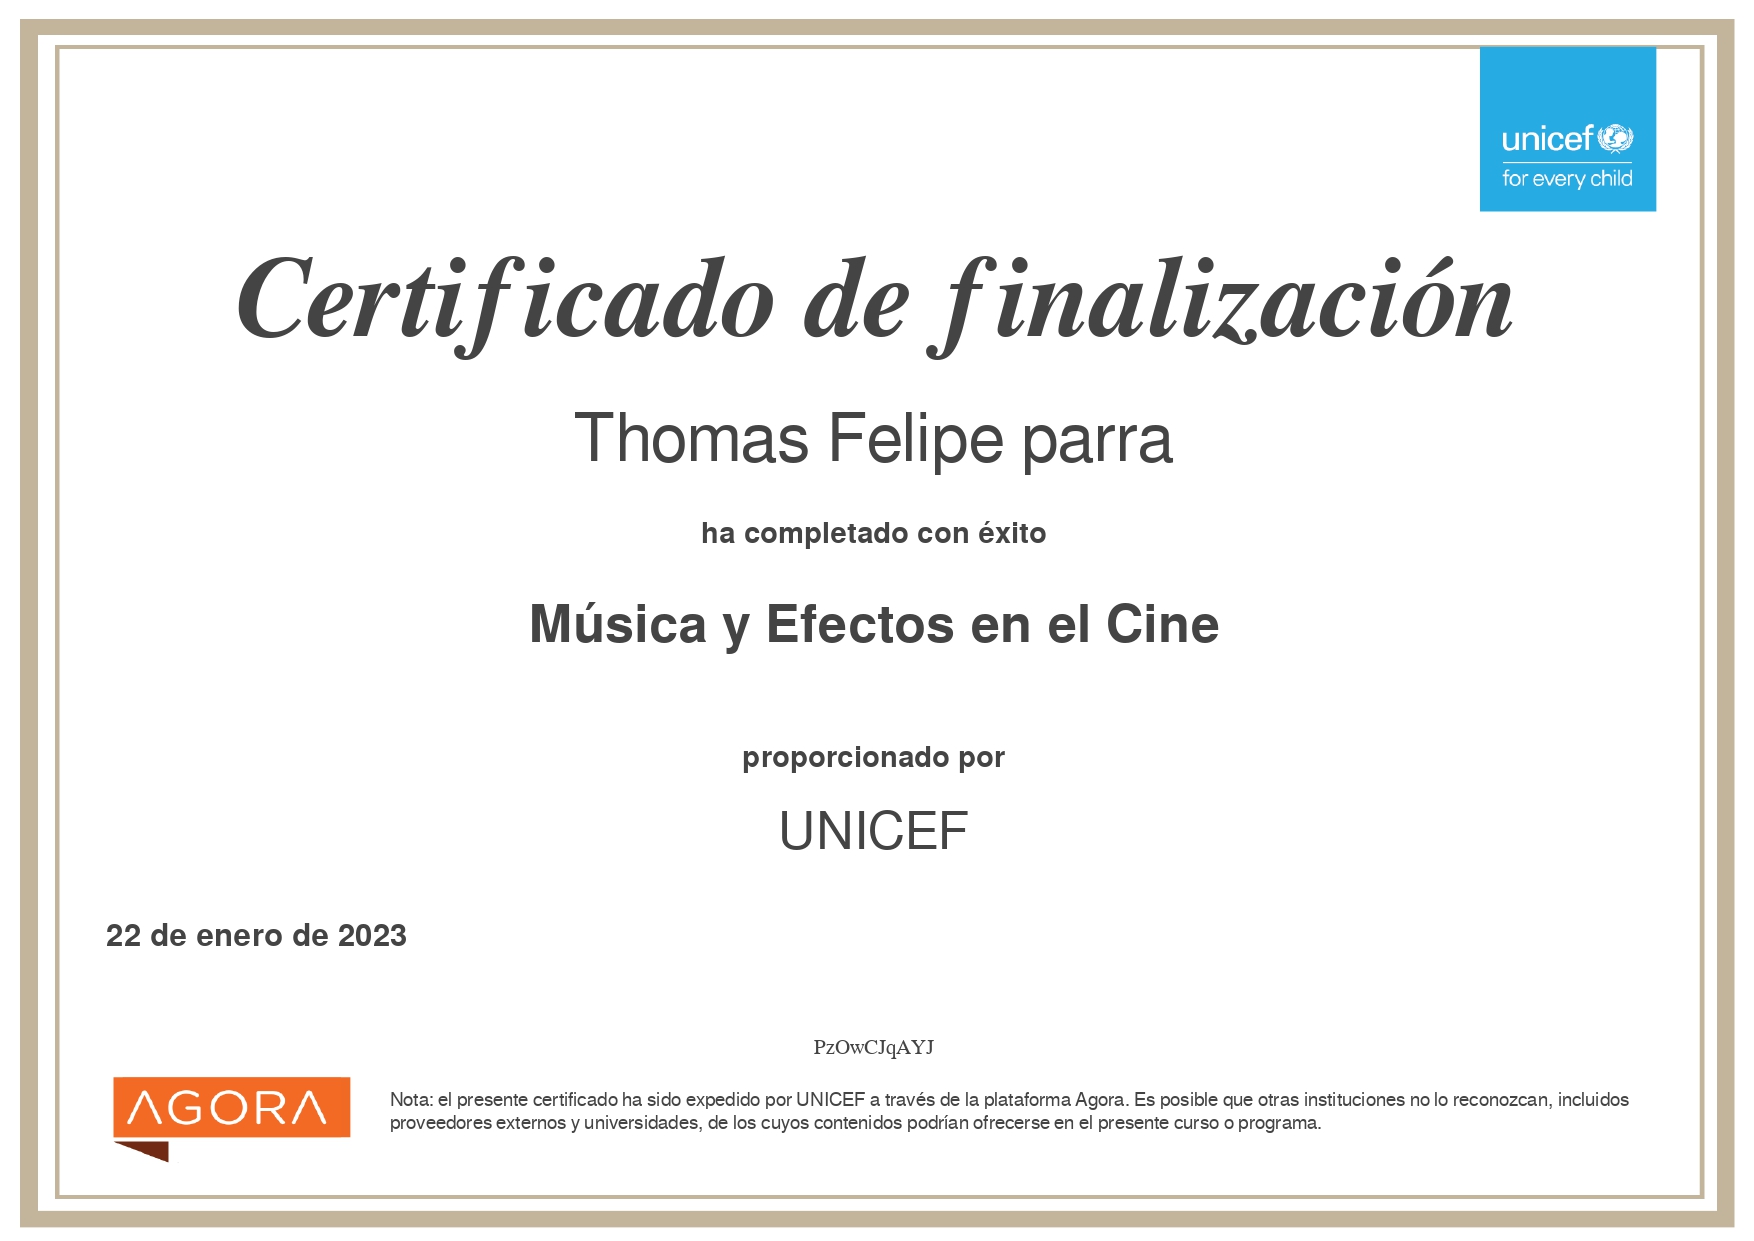 unicef
for every child
Certificado de finalización
Thomas Felipe parra
ha completado con éxito
Música y Efectos en el Cine
proporcionado por
UNICEF
22 de enero de 2023
PzOwCJqAYJ
AGORA
Nota: el presente certificado ha sido expedido por UNICEF a través de la plataforma Agora. Es posible que otras instituciones no lo reconozcan, incluidos
proveedores externos y universidades, de los cuyos contenidos podrían ofrecerse en el presente curso o programa.